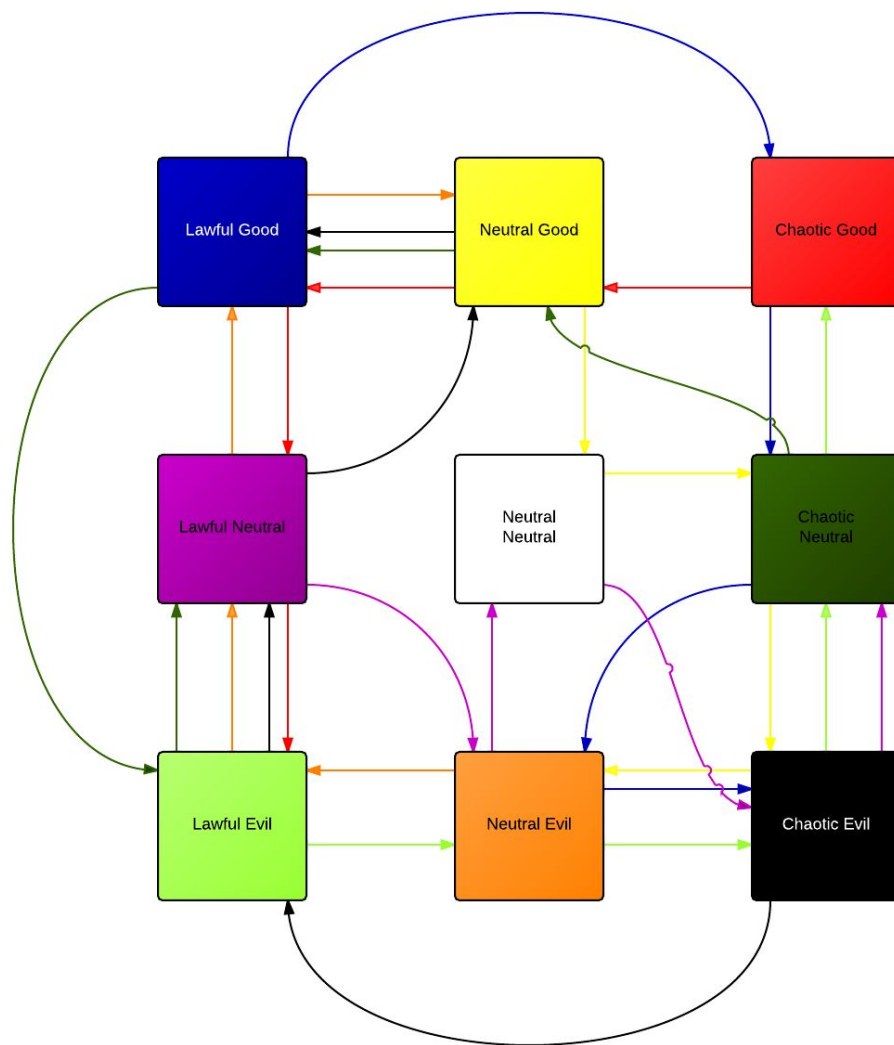 Lawful Good
Neutral Good
Chaotic Good
Lawful Neutral
Neutral
Neutral
Chaotic
Neutral
Lawful Evil
Neutral Evil
Chaotic Evil